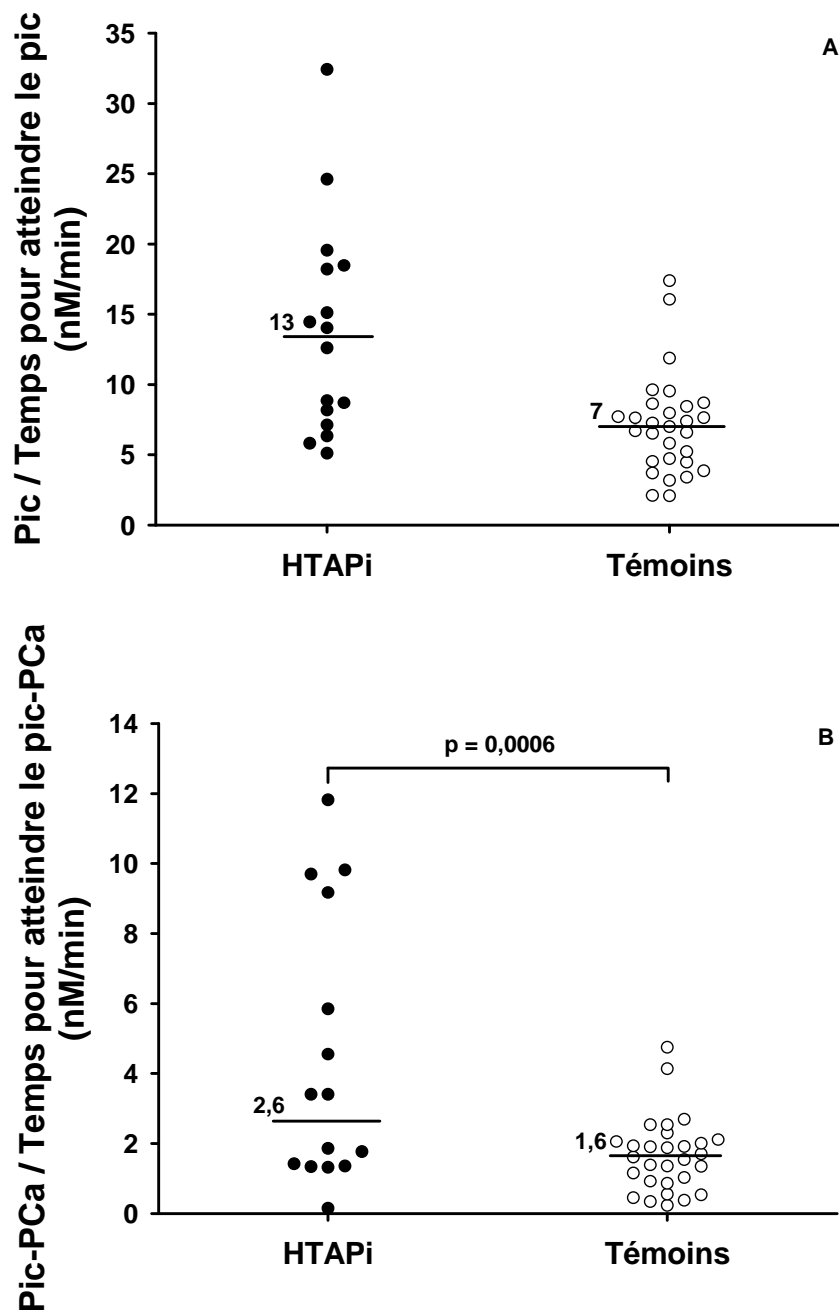 A
Pic / Temps pour atteindre le pic
(nM/min)
35
30
25
20
15
10
5
0
13
7
HTAPi
Témoins
B
Pic-PCa / Temps pour atteindre le pic-PCa
(nM/min)
p = 0,0006
14
12
10
8
6
4
2
0
2,6
1,6
HTAPi
Témoins